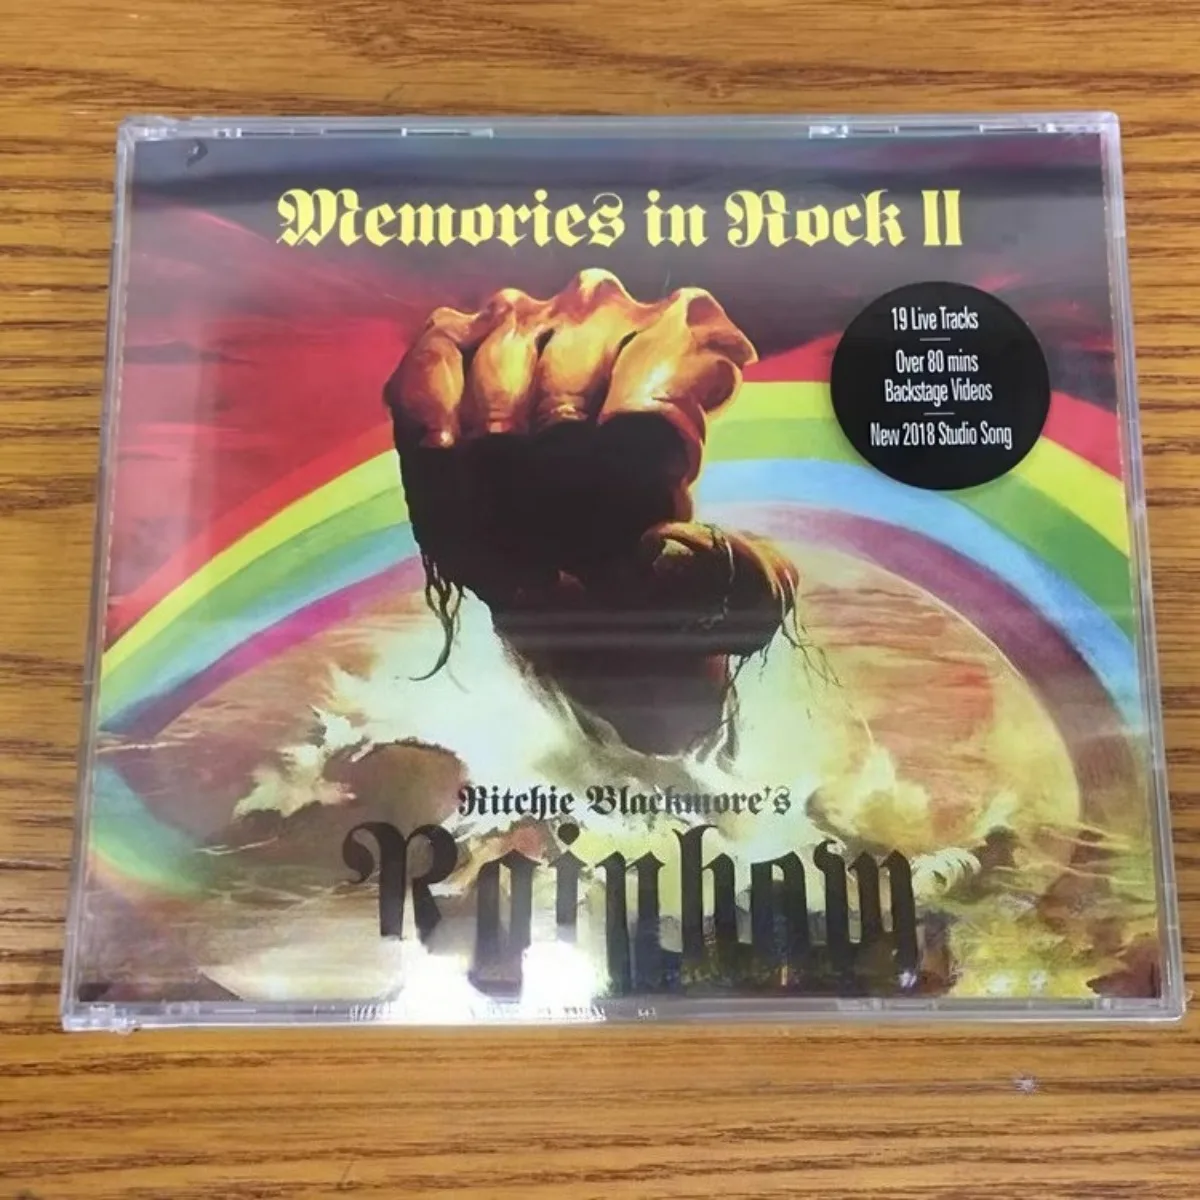 Memories in Rock II
19 Live Tracks
Over 80 mins
Backstage Videos
New 2018 Studio Song
Ritchie Blackmore's
Rainbow